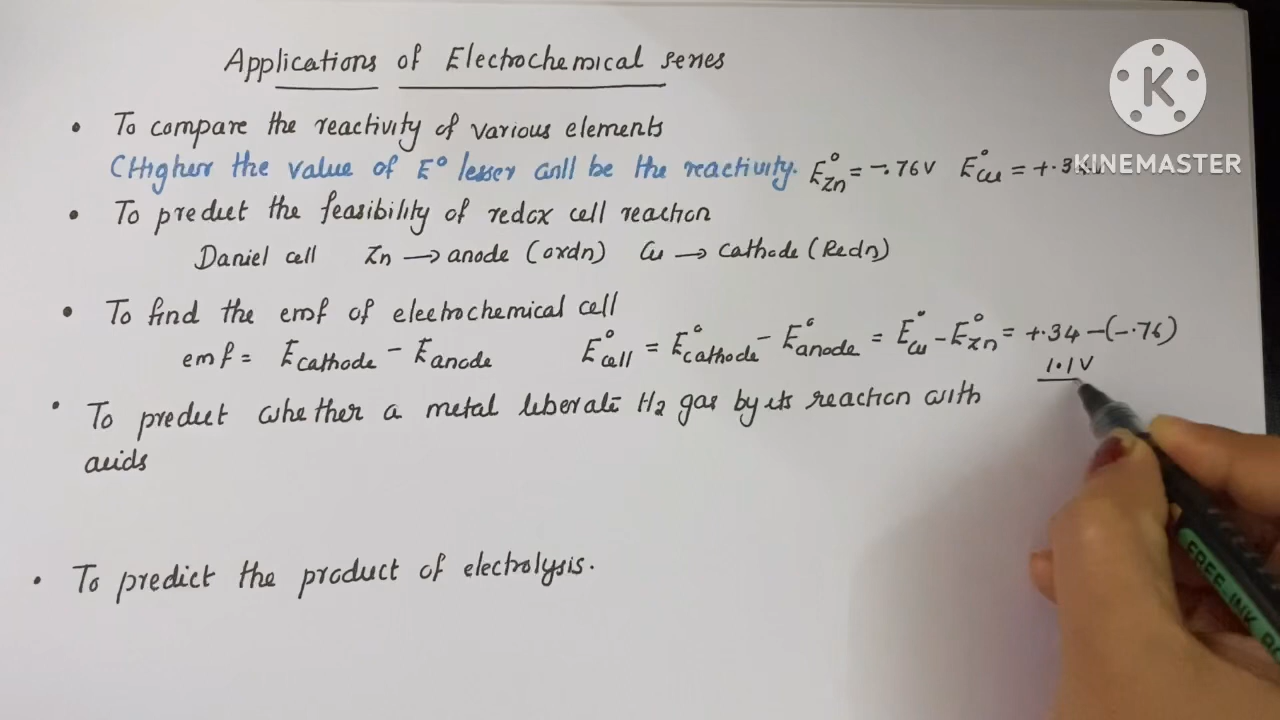 Applications of Electrochemical series
K
KINEMASTER
• To compare the reactivity of various elements
(Higher the value of E° lesser will be the reactivity. E°Zn = -.76V E°Cu = +.3
• To predict the feasibility of redox cell reaction
Daniel cell Zn → anode (oxdn) Cu → cathode (Redn)
• To find the emf of electrochemical cell
emf = Ecathode - Eanode E°cell = E°cathode - E°anode = E°Cu - E°Zn = +.34 - (-.76)
1.1V
• To predict whether a metal liberate H2 gas by its reaction with
acids
• To predict the product of electrolysis.
FREE INK